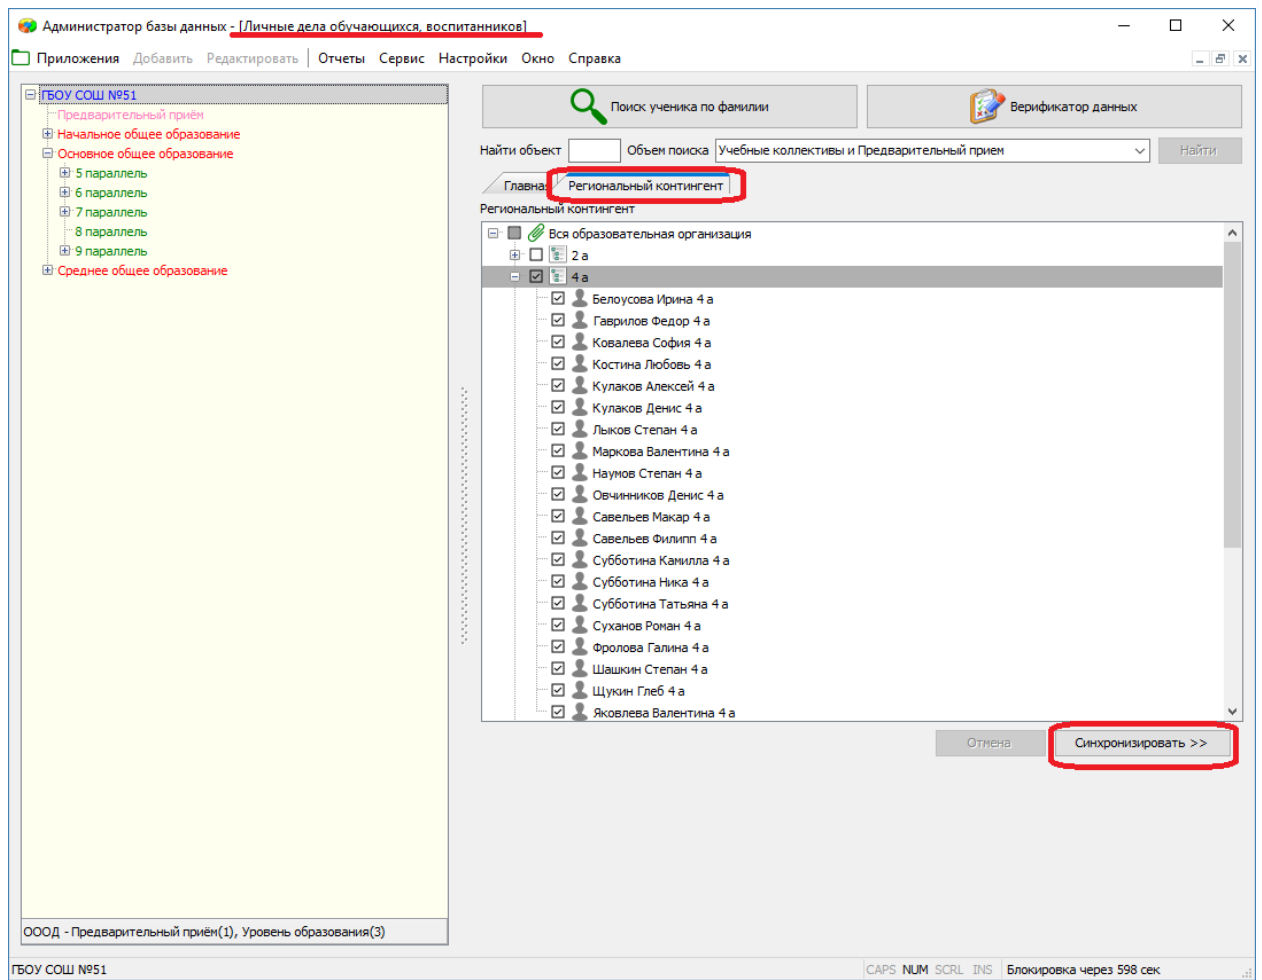 Администратор базы данных - [Личные дела обучающихся, воспитанников]
Приложения Добавить Редактировать Отчеты Сервис Настройки Окно Справка
ГБОУ СОШ №51
Предварительный приём
Начальное общее образование
Основное общее образование
5 параллель
6 параллель
7 параллель
8 параллель
9 параллель
Среднее общее образование
ОООД - Предварительный приём(1), Уровень образования(3)
Поиск ученика по фамилии
Верификатор данных
Найти объект Объем поиска Учебные коллективы и Предварительный прием Найти
Главная Региональный контингент
Региональный контингент
Вся образовательная организация
2 а
4 а
Белоусова Ирина 4 а
Гаврилов Федор 4 а
Ковалева София 4 а
Костина Любовь 4 а
Кулаков Алексей 4 а
Кулаков Денис 4 а
Лыков Степан 4 а
Маркова Валентина 4 а
Наумов Степан 4 а
Овчинников Денис 4 а
Савельев Макар 4 а
Савельев Филипп 4 а
Субботина Камилла 4 а
Субботина Ника 4 а
Субботина Татьяна 4 а
Суханов Роман 4 а
Фролова Галина 4 а
Шашкин Степан 4 а
Щукин Глеб 4 а
Яковлева Валентина 4 а
Отмена Синхронизировать >>
ГБОУ СОШ №51 CAPS NUM SCRL INS Блокировка через 598 сек